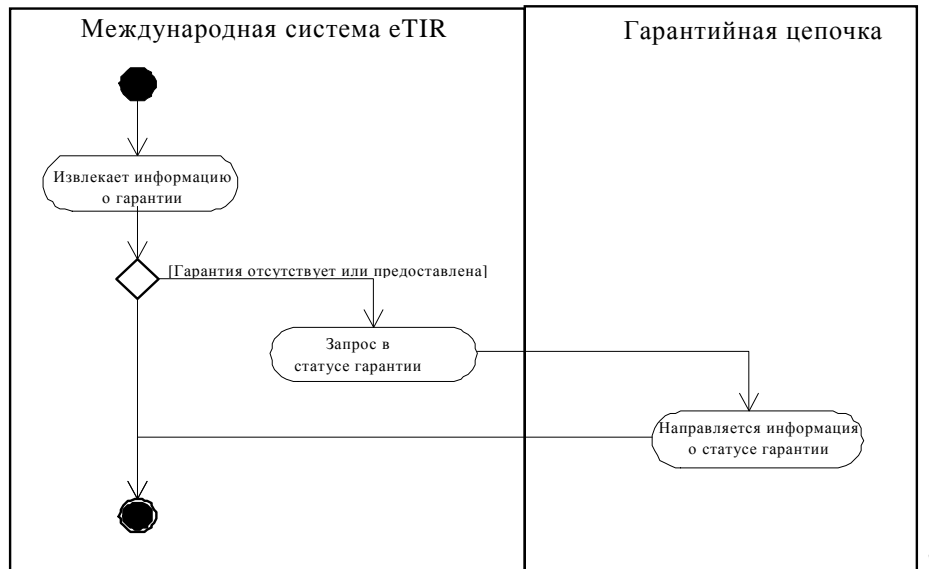 Международная система eTIR
Гарантийная цепочка
Извлекает информацию
о гарантии
[Гарантия отсутствует или предоставлена]
Запрос в
статусе гарантии
Направляется информация
о статусе гарантии